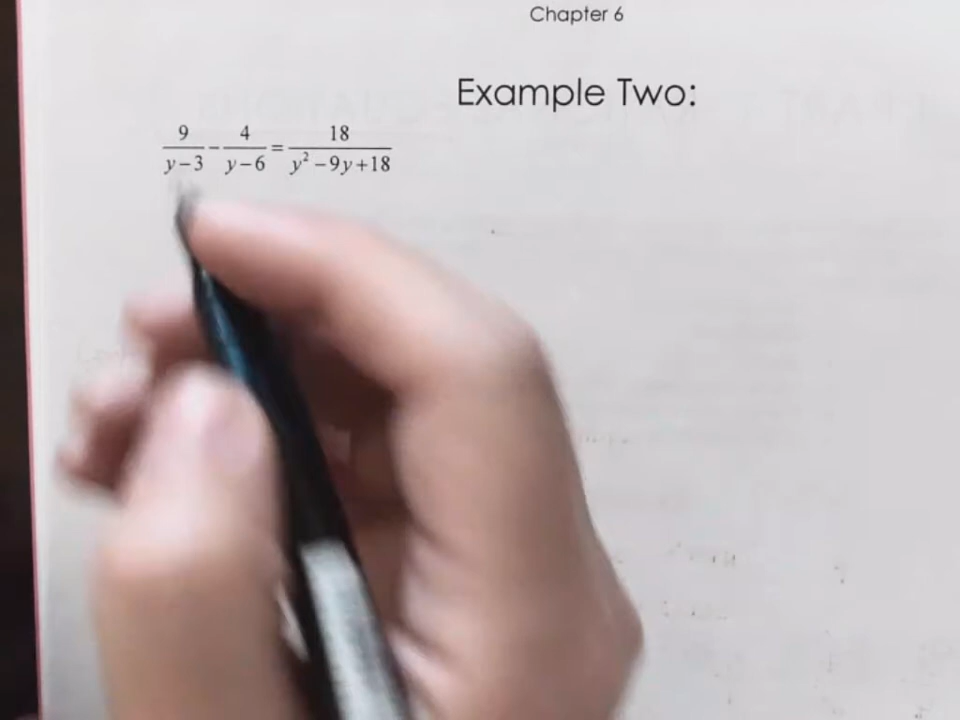 Chapter 6
Example Two:
9/(y−3) − 4/(y−6) = 18/(y² −9y+18)